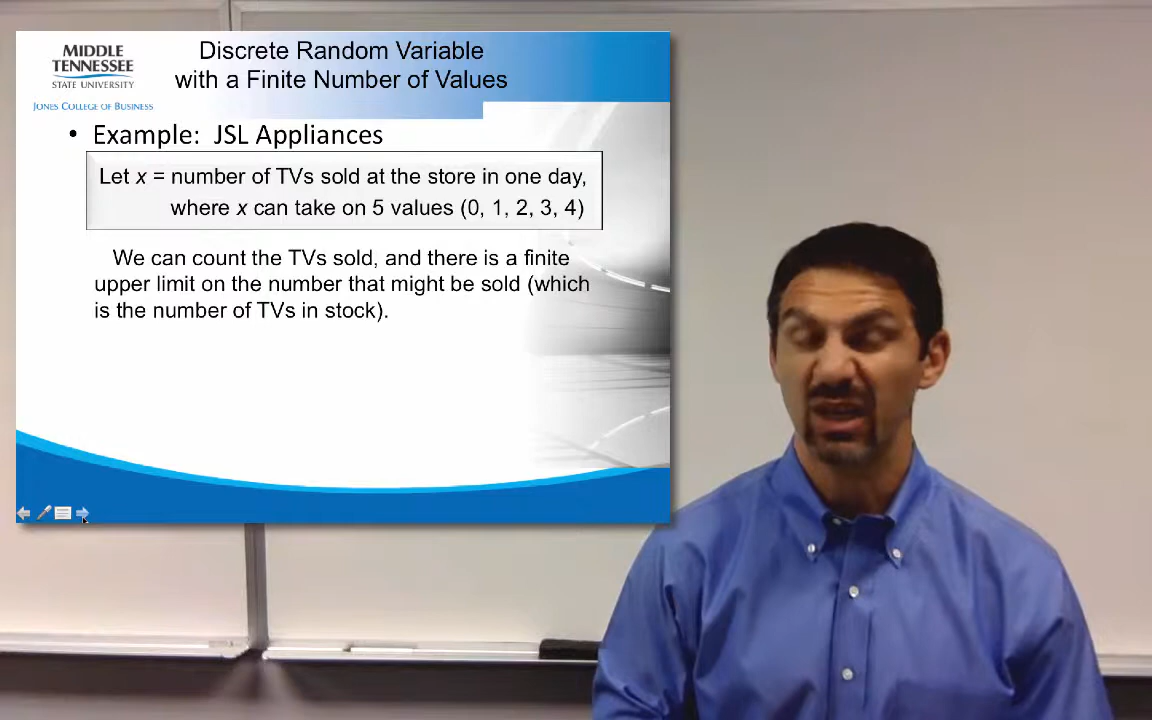 MIDDLE
TENNESSEE
STATE UNIVERSITY
JONES COLLEGE OF BUSINESS
Discrete Random Variable
with a Finite Number of Values
• Example: JSL Appliances
Let x = number of TVs sold at the store in one day,
where x can take on 5 values (0, 1, 2, 3, 4)
We can count the TVs sold, and there is a finite
upper limit on the number that might be sold (which
is the number of TVs in stock).